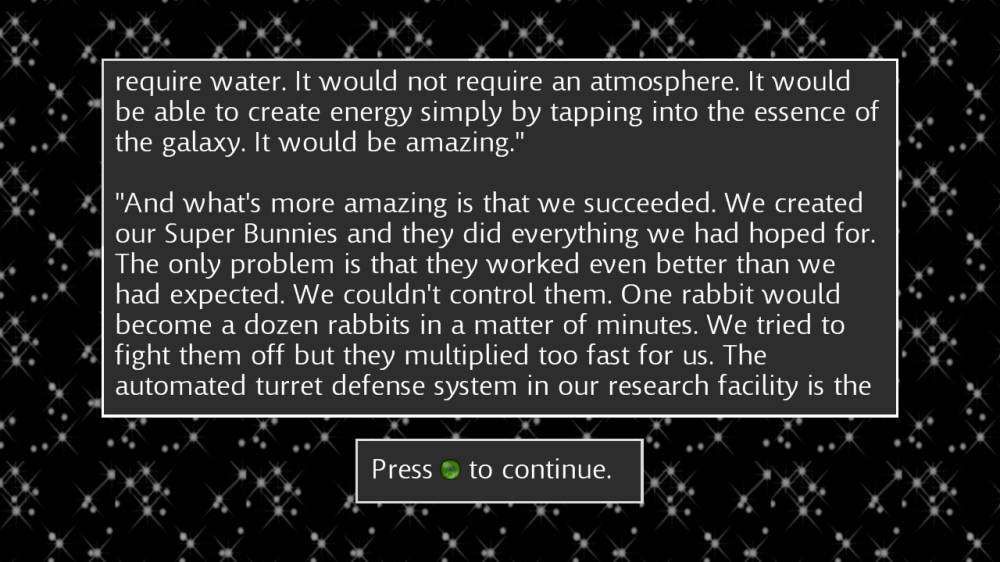 require water. It would not require an atmosphere. It would
be able to create energy simply by tapping into the essence of
the galaxy. It would be amazing."
"And what's more amazing is that we succeeded. We created
our Super Bunnies and they did everything we had hoped for.
The only problem is that they worked even better than we
had expected. We couldn't control them. One rabbit would
become a dozen rabbits in a matter of minutes. We tried to
fight them off but they multiplied too fast for us. The
automated turret defense system in our research facility is the
Press to continue.